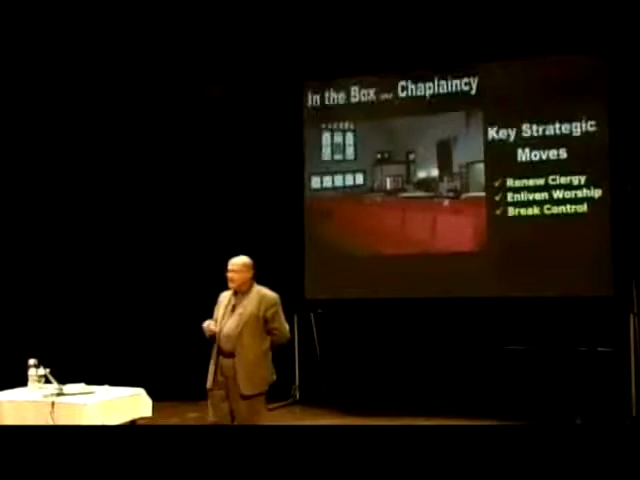 In the Box Chaplaincy
Key Strategic
Moves
✓ Renew Clergy
✓ Enliven Worship
✓ Break Control